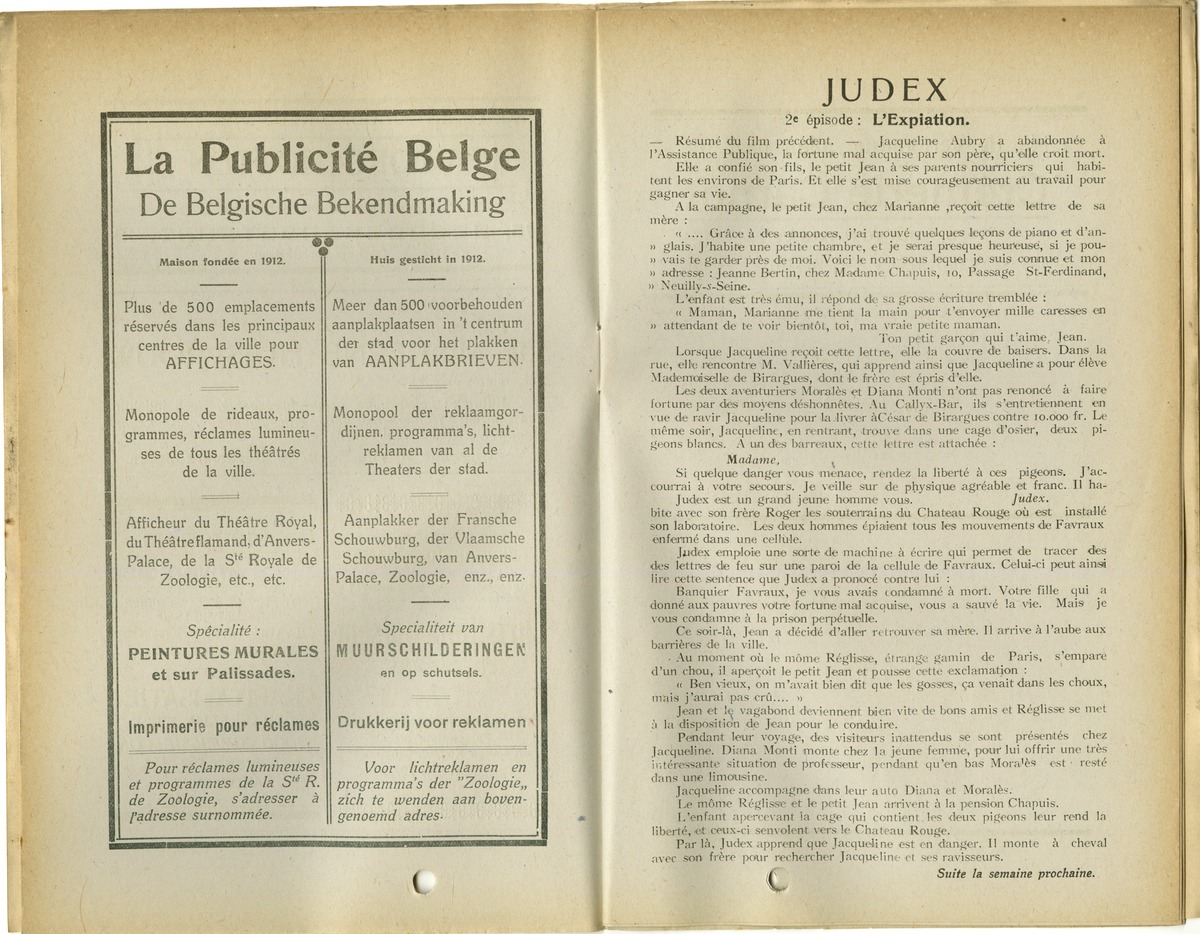 La Publicité Belge
De Belgische Bekendmaking
Maison fondée en 1912.
Plus de 500 emplacements
réservés dans les principaux
centres de la ville pour
AFFICHAGES.
Monopole de rideaux, pro-
grammes, réclames lumineu-
ses de tous les théâtrés
de la ville.
Afficheur du Théâtre Royal,
du Théâtre flamand, d'Anvers-
Palace, de la Sté Royale de
Zoologie, etc., etc.
Spécialité :
PEINTURES MURALES
et sur Palissades.
Imprimerie pour réclames
Pour réclames lumineuses
et programmes de la Sté R.
de Zoologie, s'adresser à
l'adresse surnommée.
Huis gesticht in 1912.
Meer dan 500 voorbehouden
aanplakplaatsen in 't centrum
der stad voor het plakken
van AANPLAKBRIEVEN.
Monopool der reklaamgor-
dijnen. programma's, licht-
reklamen van al de
Theaters der stad.
Aanplakker der Fransche
Schouwburg, der Vlaamsche
Schouwburg, van Anvers-
Palace, Zoologie, enz., enz.
Specialiteit van
MUURSCHILDERINGEN
en op schutsels.
Drukkerij voor reklamen
Voor lichtreklamen en
programma's der "Zoologie„
zich te wenden aan boven-
genoemd adres.
JUDEX
2e épisode : L'Expiation.
— Résumé du film précédent. — Jacqueline Aubry a abandonnée à
l'Assistance Publique, la fortune mal acquise par son père, qu'elle croit mort.
Elle a confié son fils, le petit Jean à ses parents nourriciers qui habi-
tent les environs de Paris. Et elle s'est mise courageusement au travail pour
gagner sa vie.
A la campagne, le petit Jean, chez Marianne ,reçoit cette lettre de sa
mère :
« .... Grâce à des annonces, j'ai trouvé quelques leçons de piano et d'an-
» glais. J'habite une petite chambre, et je serai presque heureuse, si je pou-
» vais te garder près de moi. Voici le nom sous lequel je suis connue et mon
» adresse : Jeanne Bertin, chez Madame Chapuis, 10, Passage St-Ferdinand,
» Neuilly-s-Seine.
L'enfant est très ému, il répond de sa grosse écriture tremblée :
« Maman, Marianne me tient la main pour t'envoyer mille caresses en
» attendant de te voir bientôt, toi, ma vraie petite maman.
Ton petit garçon qui t'aime, Jean.
Lorsque Jacqueline reçoit cette lettre, elle la couvre de baisers. Dans la
rue, elle rencontre M. Vallières, qui apprend ainsi que Jacqueline a pour élève
Mademoiselle de Birargues, dont le frère est épris d'elle.
Les deux aventuriers Moralès et Diana Monti n'ont pas renoncé à faire
fortune par des moyens déshonnêtes. Au Callyx-Bar, ils s'entretiennent en
vue de ravir Jacqueline pour la livrer àCésar de Birargues contre 10.000 fr. Le
même soir, Jacqueline, en rentrant, trouve dans une cage d'osier, deux pi-
geons blancs. A un des barreaux, cette lettre est attachée :
Madame,
Si quelque danger vous menace, rendez la liberté à ces pigeons. J'ac-
courrai à votre secours. Je veille sur de physique agréable et franc. Il ha-
Judex est un grand jeune homme vous. Judex.
bite avec son frère Roger les souterrains du Chateau Rouge où est installé
son laboratoire. Les deux hommes épiaient tous les mouvements de Favraux
enfermé dans une cellule.
Judex emploie une sorte de machine à écrire qui permet de tracer des
des lettres de feu sur une paroi de la cellule de Favraux. Celui-ci peut ainsi
lire cette sentence que Judex a pronocé contre lui :
Banquier Favraux, je vous avais condamné à mort. Votre fille qui a
donné aux pauvres votre fortune mal acquise, vous a sauvé la vie. Mais je
vous condamne à la prison perpétuelle.
Ce soir-là, Jean a décidé d'aller retrouver sa mère. Il arrive à l'aube aux
barrières de la ville.
Au moment où le môme Réglisse, étrange gamin de Paris, s'empare
d'un chou, il aperçoit le petit Jean et pousse cette exclamation :
« Ben vieux, on m'avait bien dit que les gosses, ça venait dans les choux,
mais j'aurai pas crû.... »
Jean et le vagabond deviennent bien vite de bons amis et Réglisse se met
à la disposition de Jean pour le conduire.
Pendant leur voyage, des visiteurs inattendus se sont présentés chez
Jacqueline. Diana Monti monte chez la jeune femme, pour lui offrir une très
intéressante situation de professeur, pendant qu'en bas Moralès est resté
dans une limousine.
Jacqueline accompagne dans leur auto Diana et Moralès.
Le môme Réglisse et le petit Jean arrivent à la pension Chapuis.
L'enfant apercevant la cage qui contient les deux pigeons leur rend la
liberté, et ceux-ci senvolent vers le Chateau Rouge.
Par là, Judex apprend que Jacqueline est en danger. Il monte à cheval
avec son frère pour rechercher Jacqueline et ses ravisseurs.
Suite la semaine prochaine.